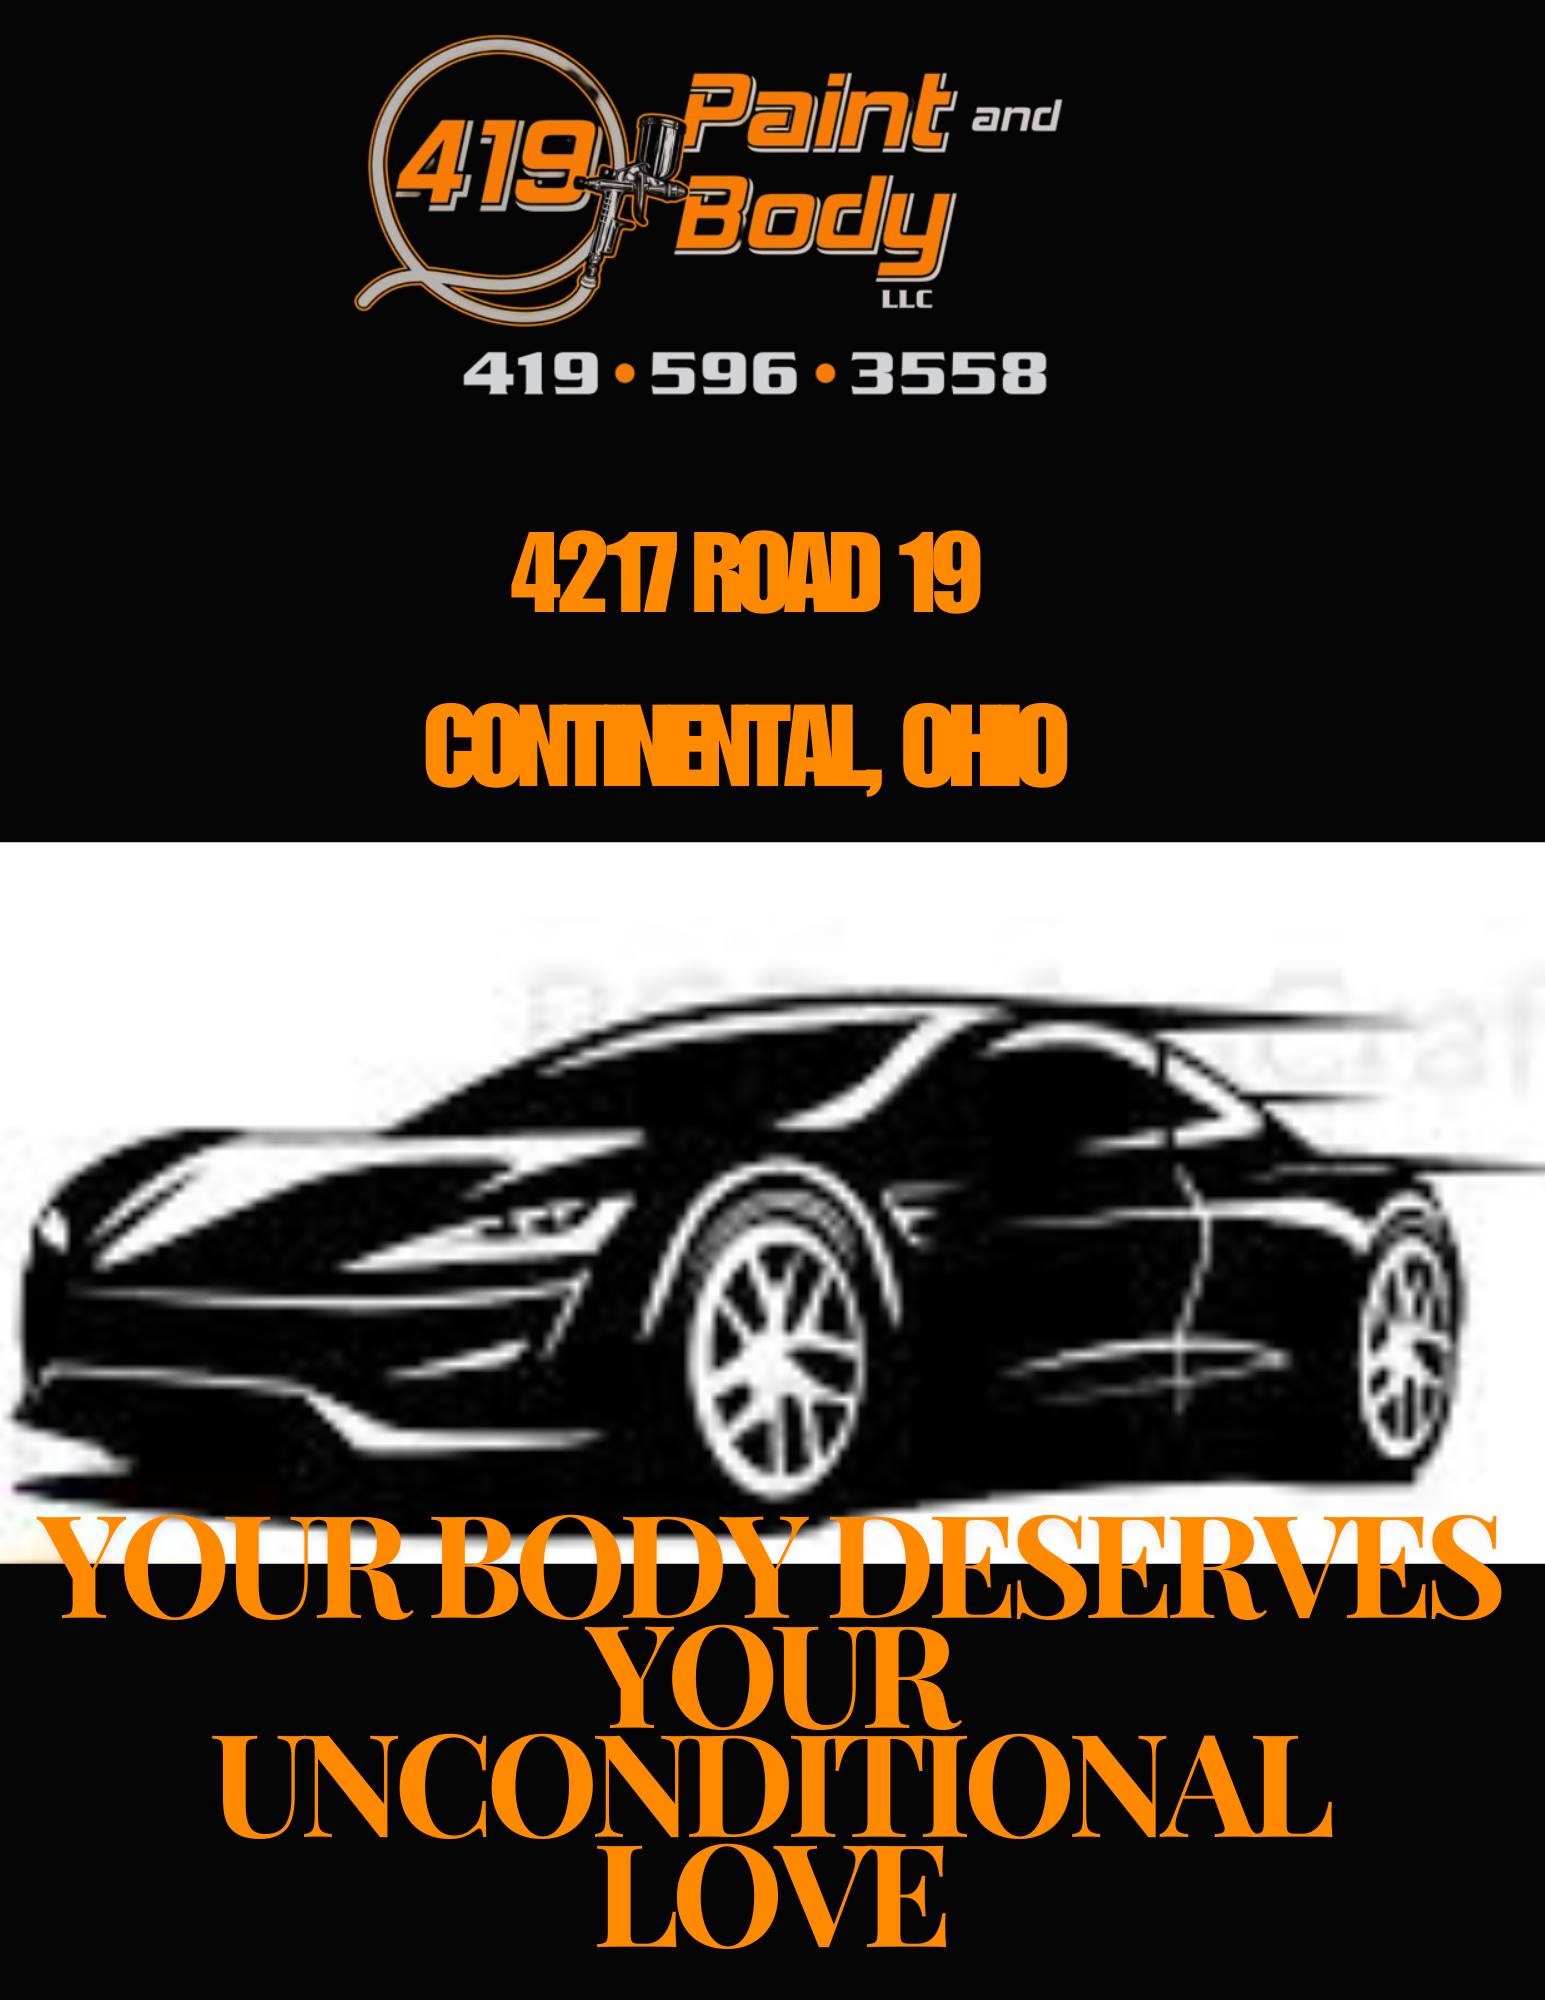 419 Paint and
Body
LLC
419•596•3558
4217 ROAD 19
CONTINENTAL, OHIO
YOUR BODY DESERVES
YOUR
UNCONDITIONAL
LOVE